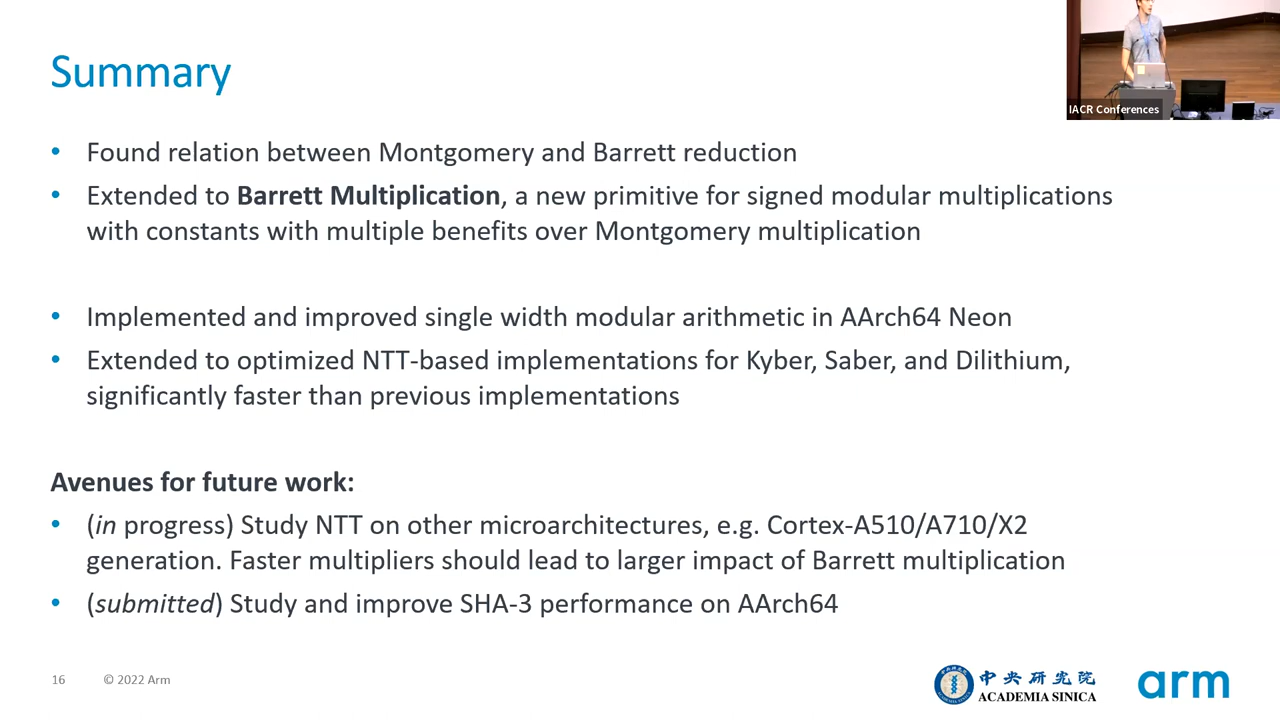 Summary
IACR Conferences
• Found relation between Montgomery and Barrett reduction
• Extended to Barrett Multiplication, a new primitive for signed modular multiplications
with constants with multiple benefits over Montgomery multiplication
• Implemented and improved single width modular arithmetic in AArch64 Neon
• Extended to optimized NTT-based implementations for Kyber, Saber, and Dilithium,
significantly faster than previous implementations
Avenues for future work:
• (in progress) Study NTT on other microarchitectures, e.g. Cortex-A510/A710/X2
generation. Faster multipliers should lead to larger impact of Barrett multiplication
• (submitted) Study and improve SHA-3 performance on AArch64
16 © 2022 Arm
中央研究院
ACADEMIA SINICA
arm